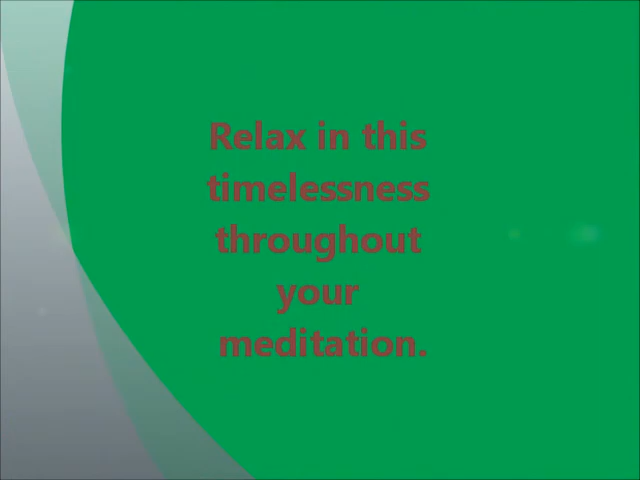 Relax in this
timelessness
throughout
your
meditation.